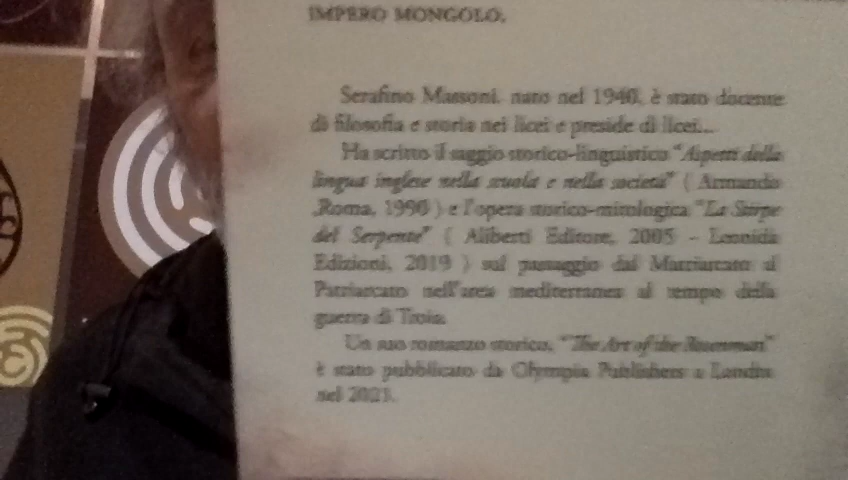 IMPERO MONGOLO.
Serafino Massoni, nato nel 1940, è stato docente
di filosofia e storia nei licei e preside di licei...
Ha scritto il saggio storico-linguistico "Aspetti della
lingua inglese nella scuola e nella società" ( Armando
,Roma, 1990 ) e l'opera storico-mitologica "La Stirpe
del Serpente" ( Aliberti Editore, 2005 - Leonida
Edizioni, 2019 ) sul passaggio dal Matriarcato al
Patriarcato nell'area mediterranea al tempo della
guerra di Troia.
Un suo romanzo storico, "The Art of the"
è stato pubblicato da Olympia Publishers a Londra
nel 2021.